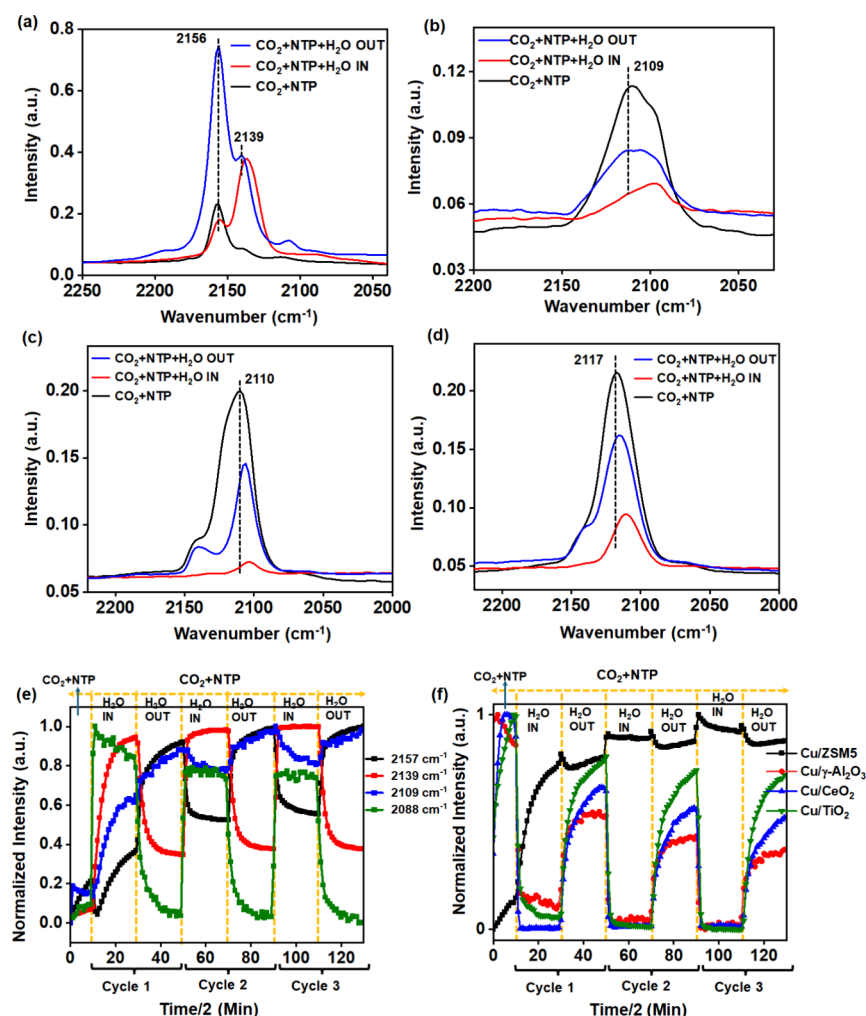 (a)
2156
CO₂+NTP+H₂O OUT
CO₂+NTP+H₂O IN
CO₂+NTP
2139
Intensity (a.u.)
0.8
0.6
0.4
0.2
0.0
2250 2200 2150 2100 2050
Wavenumber (cm⁻¹)
(b)
CO₂+NTP+H₂O OUT
CO₂+NTP+H₂O IN
CO₂+NTP
2109
Intensity (a.u.)
0.12
0.09
0.06
0.03
2200 2150 2100 2050
Wavenumber (cm⁻¹)
(c)
CO₂+NTP+H₂O OUT
CO₂+NTP+H₂O IN
CO₂+NTP
2110
Intensity (a.u.)
0.20
0.15
0.10
0.05
2200 2150 2100 2050 2000
Wavenumber (cm⁻¹)
(d)
2117
CO₂+NTP+H₂O OUT
CO₂+NTP+H₂O IN
CO₂+NTP
Intensity (a.u.)
0.20
0.15
0.10
0.05
2200 2150 2100 2050 2000
Wavenumber (cm⁻¹)
CO₂+NTP
(e)
CO₂+NTP
H₂O IN
H₂O OUT
H₂O IN
H₂O OUT
H₂O IN
H₂O OUT
2157 cm⁻¹
2139 cm⁻¹
2109 cm⁻¹
2088 cm⁻¹
Normalized Intensity (a.u.)
1.0
0.8
0.6
0.4
0.2
0.0
0 20 40 60 80 100 120
Cycle 1 Cycle 2 Cycle 3
Time/2 (Min)
CO₂+NTP
(f)
CO₂+NTP
H₂O IN
H₂O OUT
H₂O IN
H₂O OUT
H₂O IN
H₂O OUT
Cu/ZSM5
Cu/γ-Al₂O₃
Cu/CeO₂
Cu/TiO₂
Normalized Intensity (a.u.)
1
0
0 20 40 60 80 100 120
Cycle 1 Cycle 2 Cycle 3
Time/2 (Min)